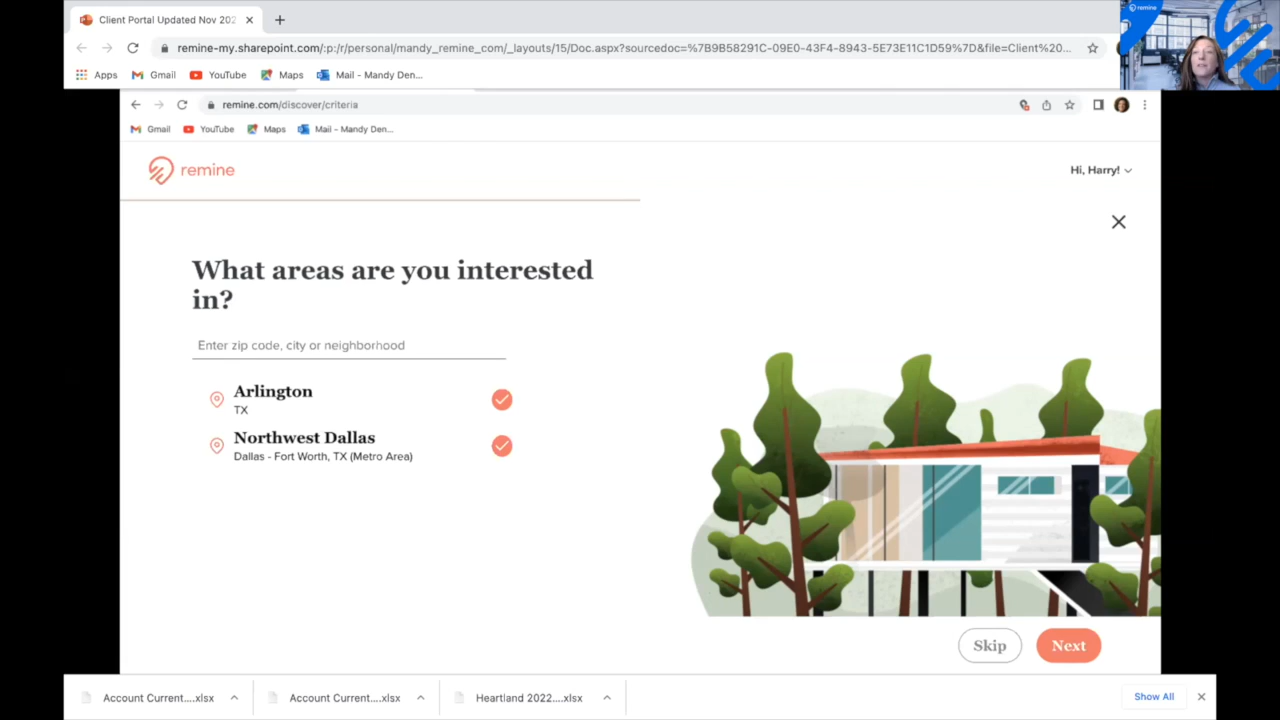 Client Portal Updated Nov 202
remine
remine-my.sharepoint.com/:p:/r/personal/mandy_remine_com/_layouts/15/Doc.aspx?sourcedoc=%7B9B58291C-09E0-43F4-8943-5E73E11C1D59%7D&file=Client%20...
Apps Gmail YouTube Maps Mail - Mandy Den...
remine.com/discover/criteria
Gmail YouTube Maps Mail - Mandy Den...
remine
Hi, Harry!
What areas are you interested
in?
Enter zip code, city or neighborhood
Arlington
TX
Northwest Dallas
Dallas - Fort Worth, TX (Metro Area)
Skip Next
Account Current....xlsx Account Current....xlsx Heartland 2022....xlsx Show All